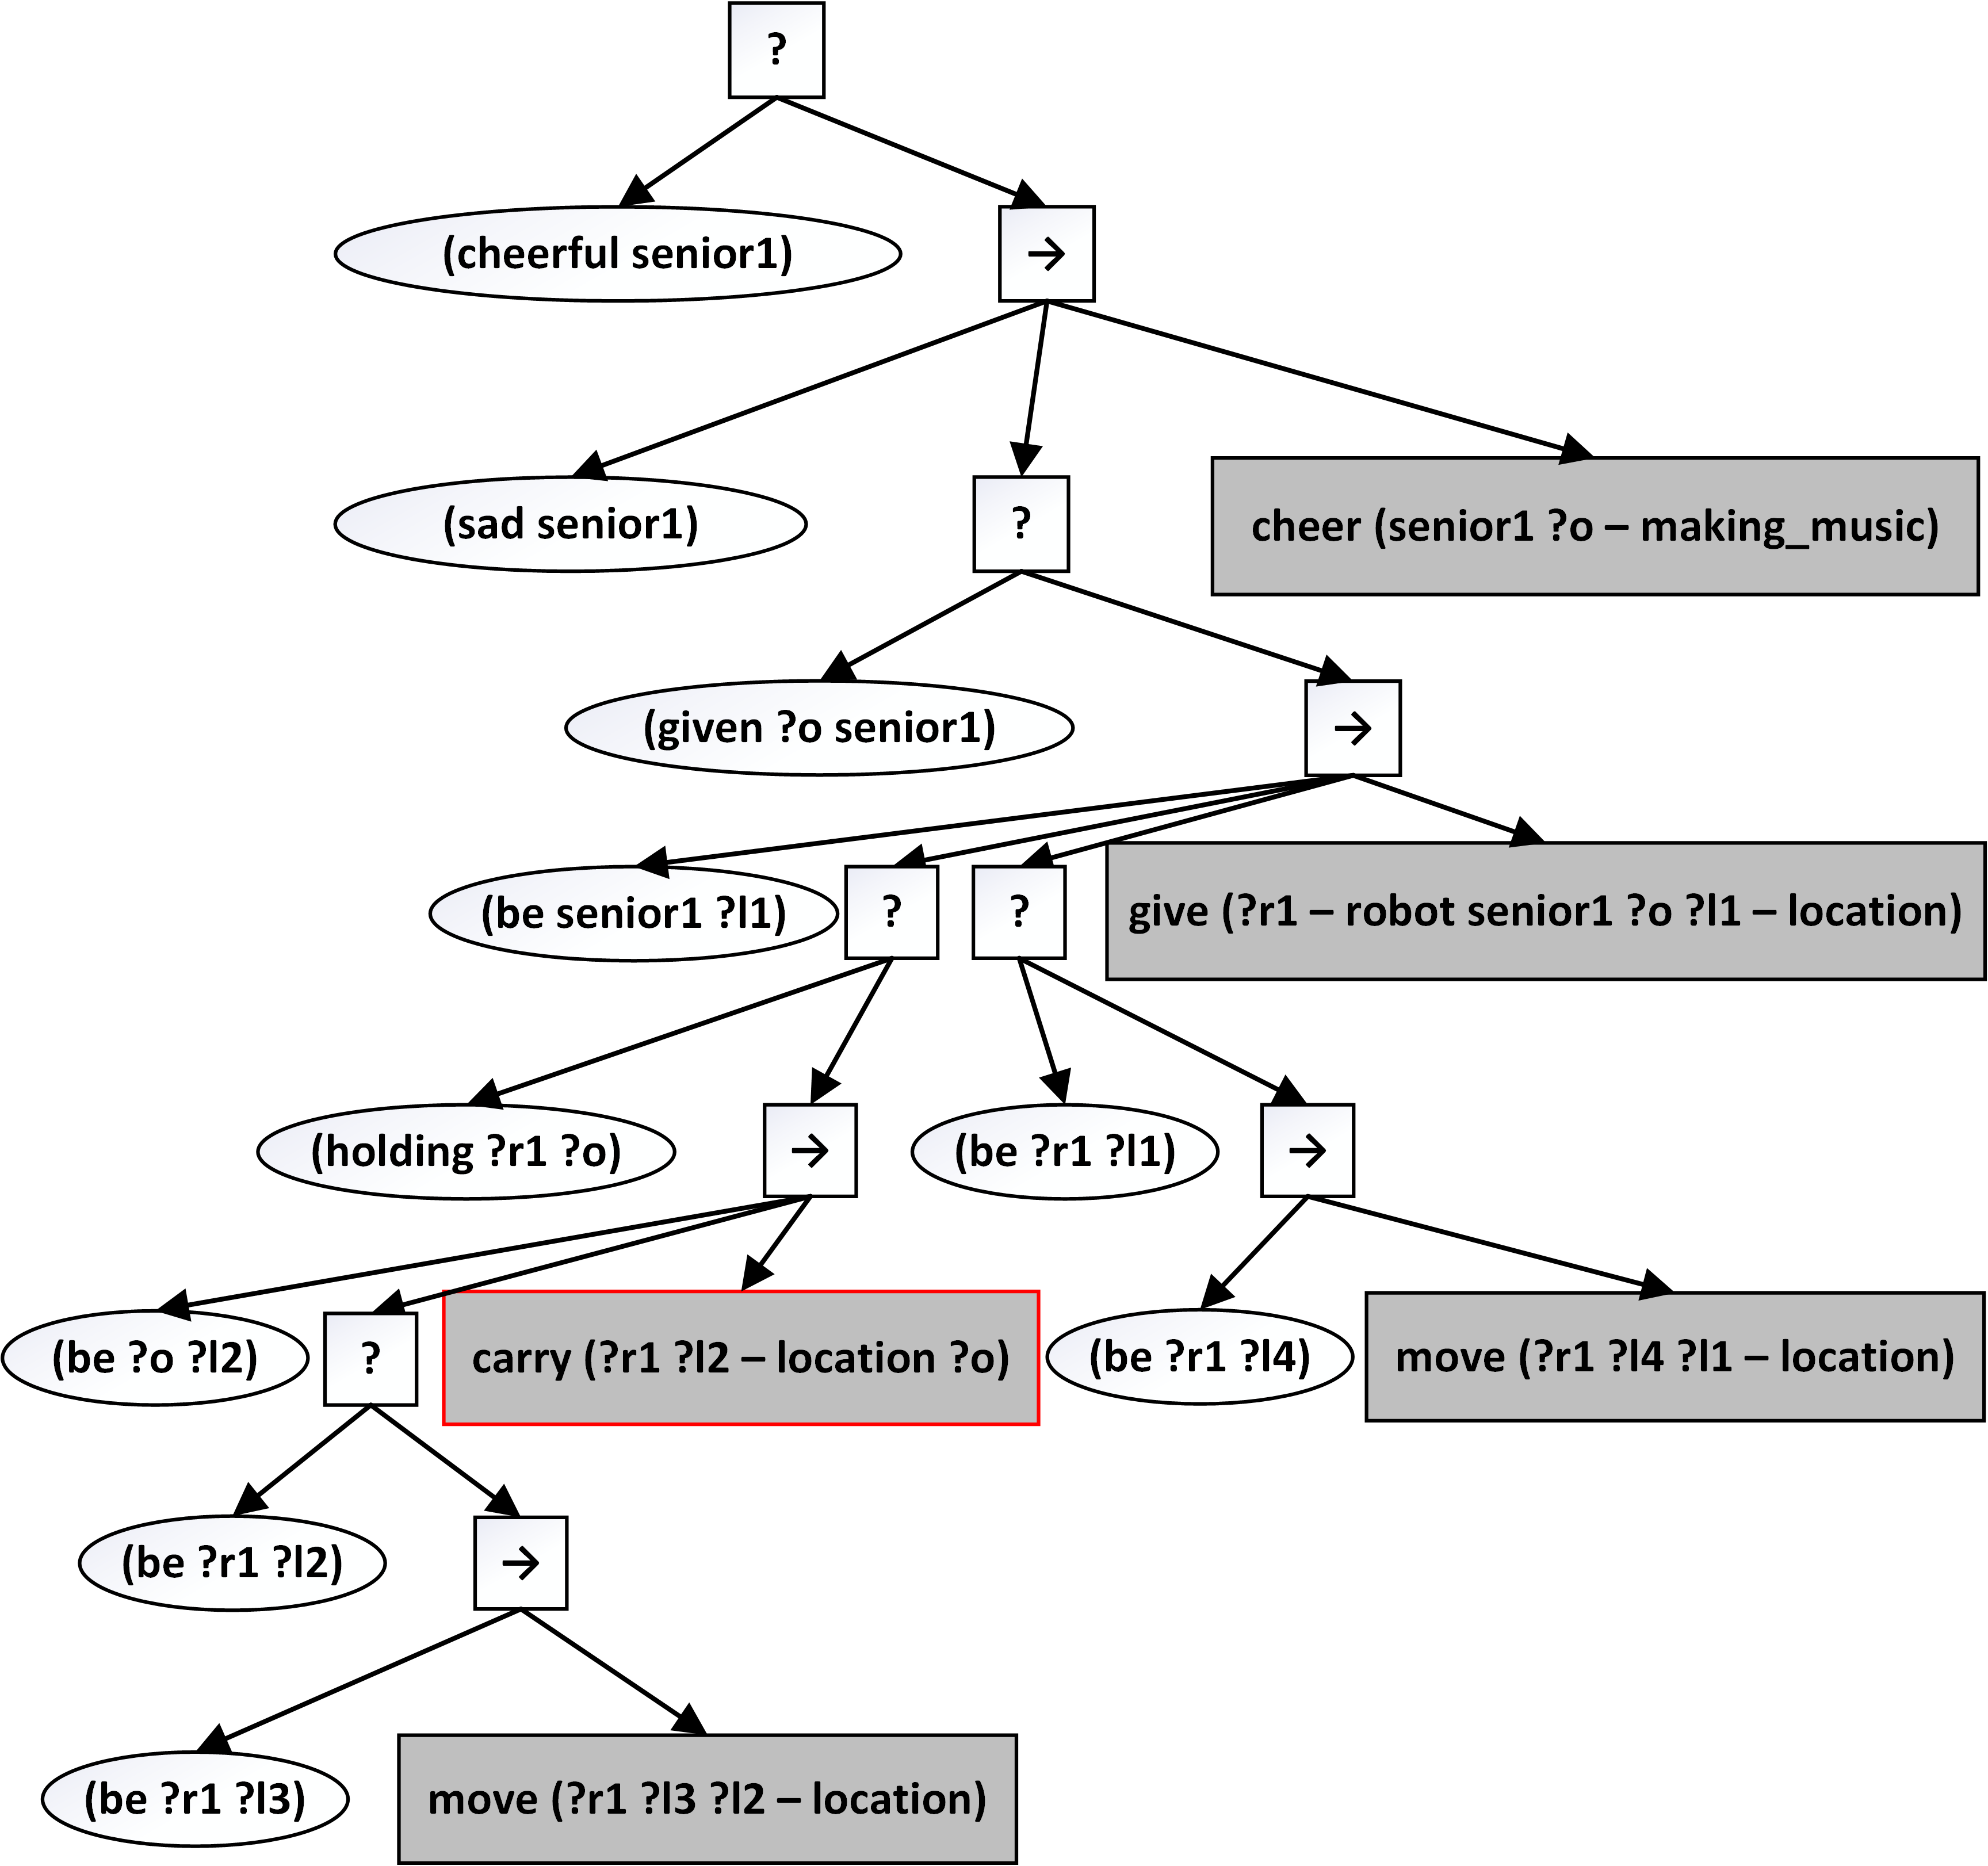 ?
(cheerful senior1)
→
(sad senior1)
?
cheer (senior1 ?o – making_music)
(given ?o senior1)
→
(be senior1 ?l1)
?
?
give (?r1 – robot senior1 ?o ?l1 – location)
(holding ?r1 ?o)
→
(be ?r1 ?l1)
→
(be ?o ?l2)
?
carry (?r1 ?l2 – location ?o)
(be ?r1 ?l4)
move (?r1 ?l4 ?l1 – location)
(be ?r1 ?l2)
→
(be ?r1 ?l3)
move (?r1 ?l3 ?l2 – location)